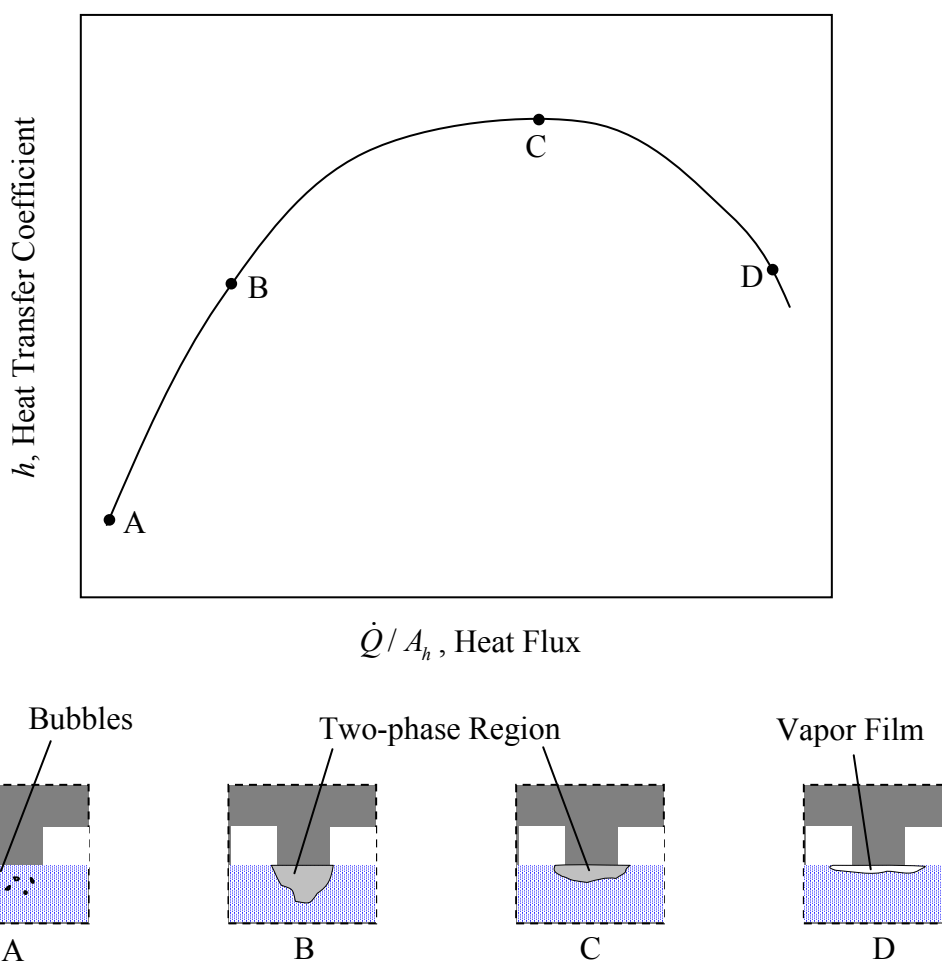 h, Heat Transfer Coefficient
A
B
C
D
Q̇ / A_h , Heat Flux
Bubbles
Two-phase Region
Vapor Film
A
B
C
D